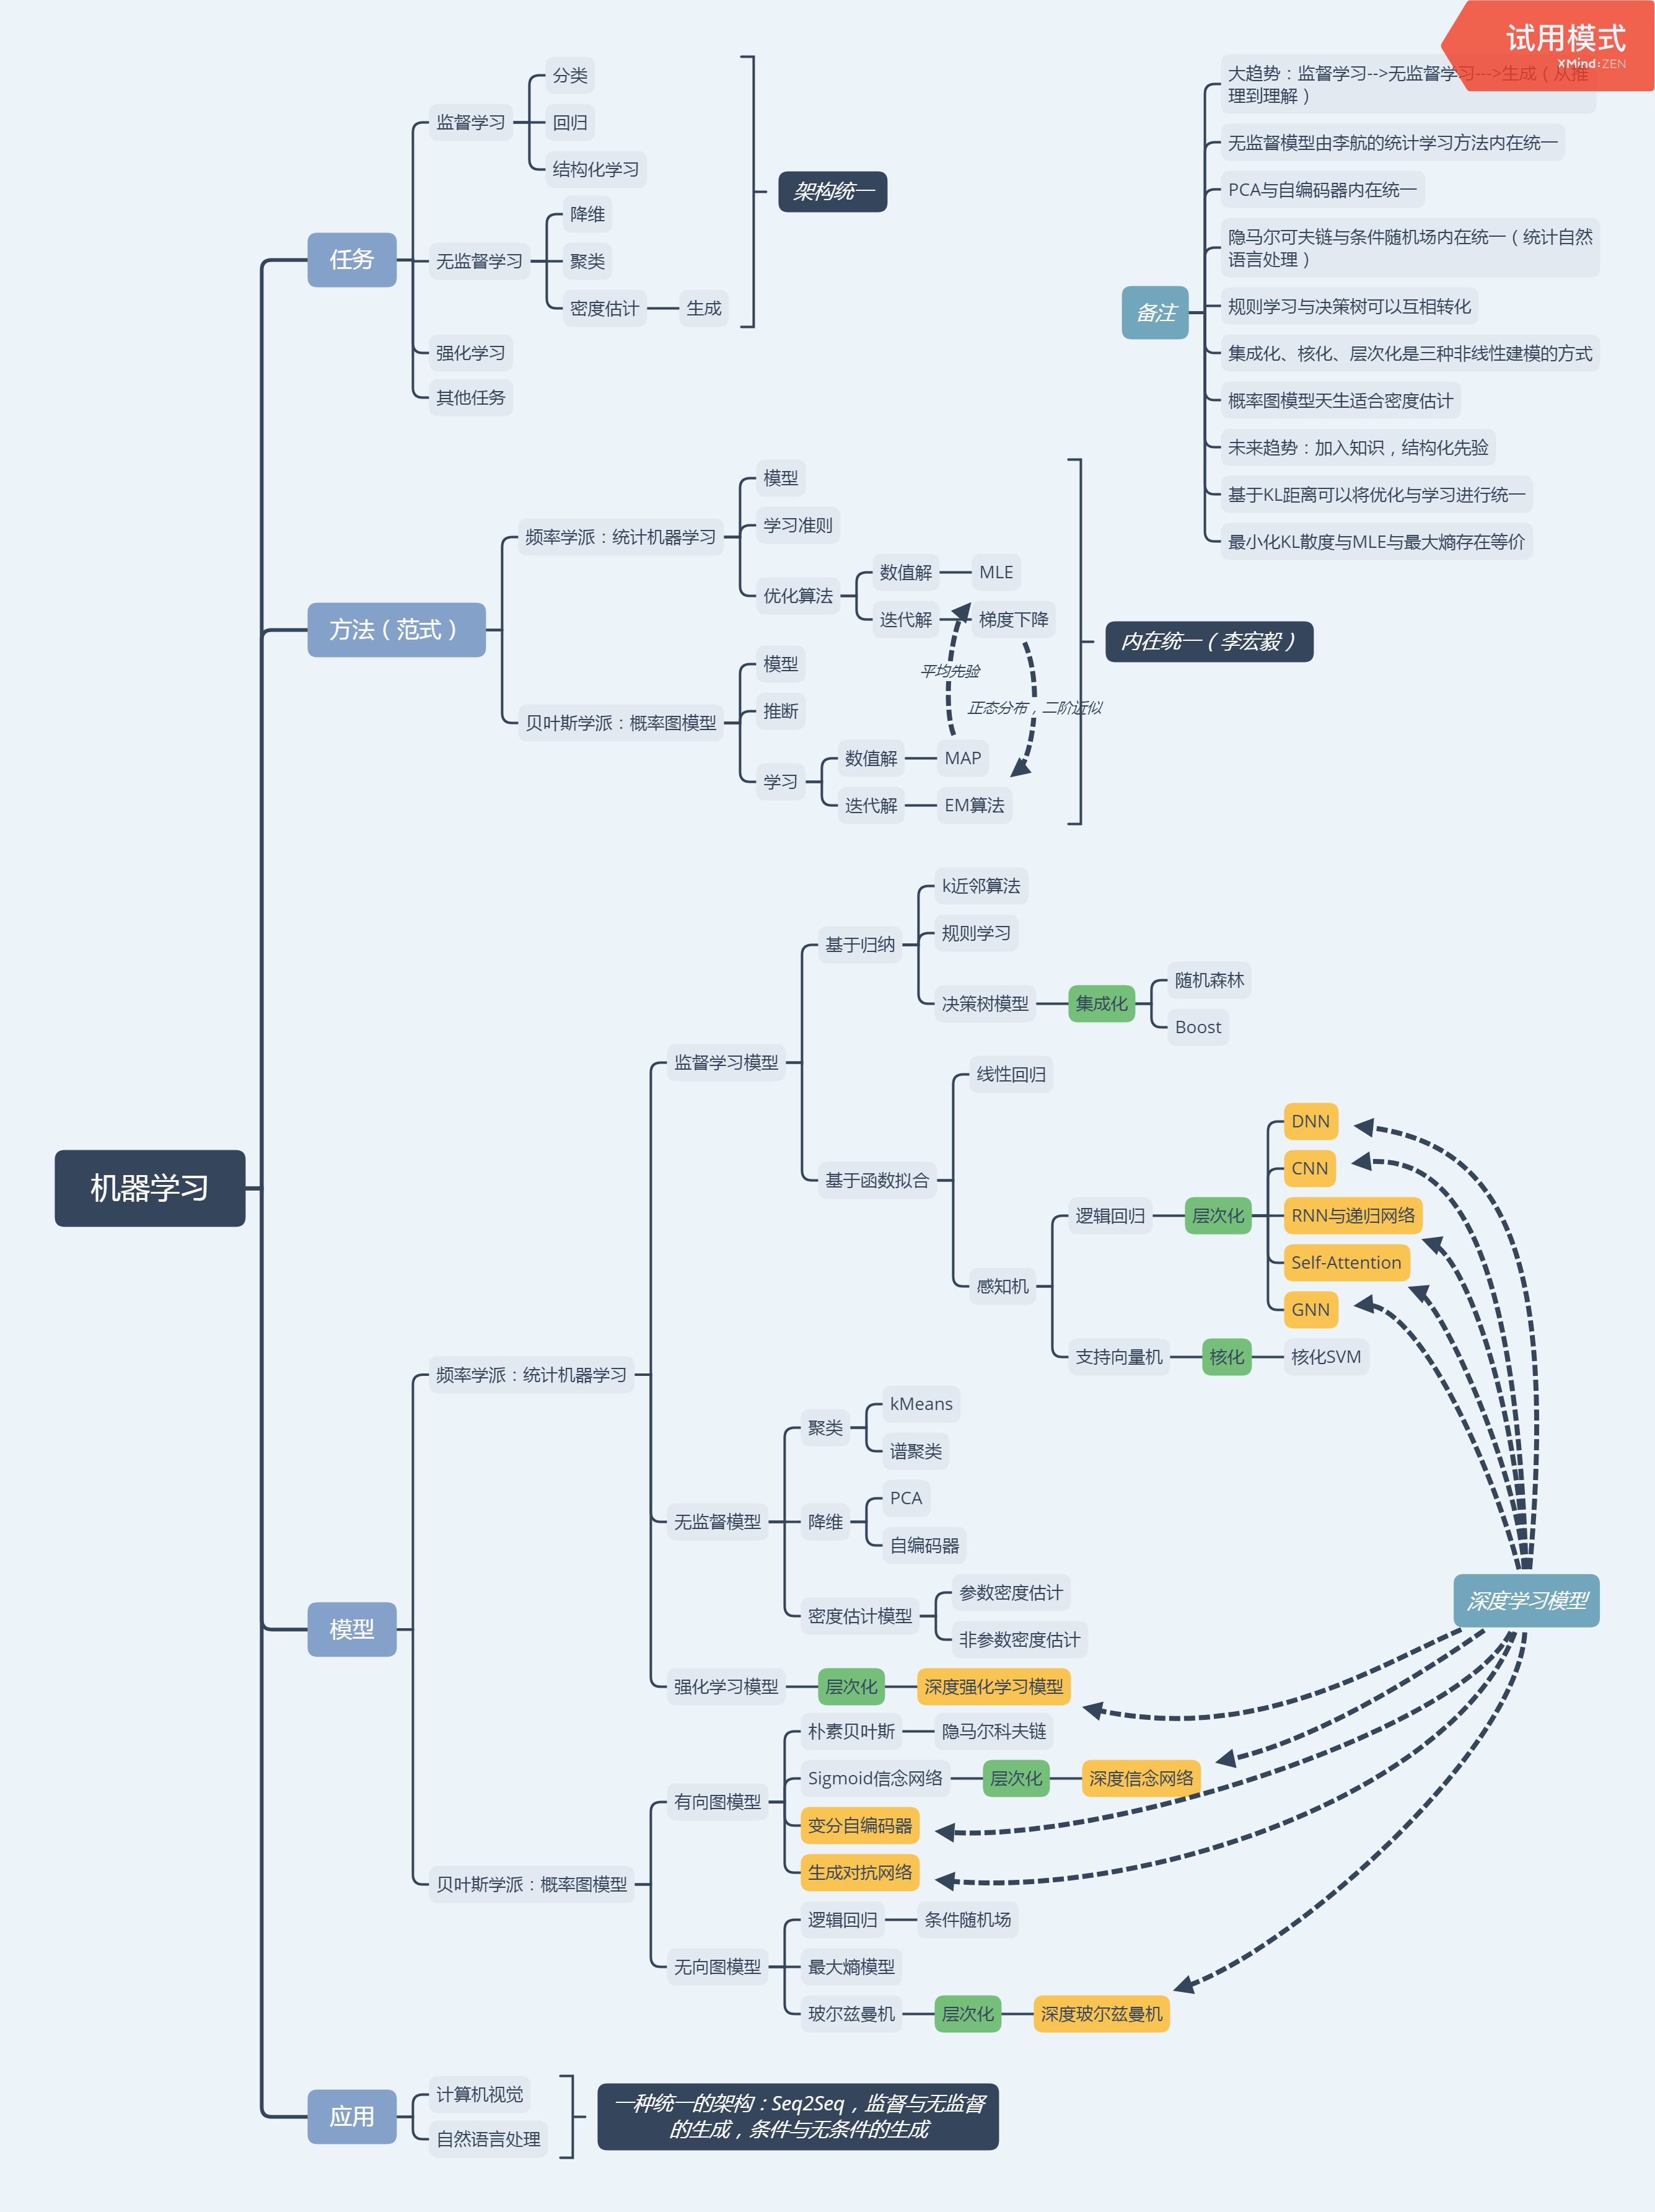 试用模式
XMind:ZEN
机器学习
任务
监督学习
分类
回归
结构化学习
无监督学习
降维
聚类
密度估计
生成
强化学习
其他任务
架构统一
备注
大趋势：监督学习-->无监督学习--->生成（从推
理到理解）
无监督模型由李航的统计学习方法内在统一
PCA与自编码器内在统一
隐马尔可夫链与条件随机场内在统一（统计自然
语言处理）
规则学习与决策树可以互相转化
集成化、核化、层次化是三种非线性建模的方式
概率图模型天生适合密度估计
未来趋势：加入知识，结构化先验
基于KL距离可以将优化与学习进行统一
最小化KL散度与MLE与最大熵存在等价
方法（范式）
频率学派：统计机器学习
模型
学习准则
优化算法
数值解
MLE
迭代解
梯度下降
贝叶斯学派：概率图模型
模型
推断
学习
数值解
MAP
迭代解
EM算法
平均先验
正态分布，二阶近似
内在统一（李宏毅）
模型
频率学派：统计机器学习
监督学习模型
基于归纳
k近邻算法
规则学习
决策树模型
集成化
随机森林
Boost
基于函数拟合
线性回归
感知机
逻辑回归
层次化
DNN
CNN
RNN与递归网络
Self-Attention
GNN
支持向量机
核化
核化SVM
无监督模型
聚类
kMeans
谱聚类
降维
PCA
自编码器
密度估计模型
参数密度估计
非参数密度估计
强化学习模型
层次化
深度强化学习模型
深度学习模型
贝叶斯学派：概率图模型
有向图模型
朴素贝叶斯
隐马尔科夫链
Sigmoid信念网络
层次化
深度信念网络
变分自编码器
生成对抗网络
无向图模型
逻辑回归
条件随机场
最大熵模型
玻尔兹曼机
层次化
深度玻尔兹曼机
应用
计算机视觉
自然语言处理
一种统一的架构：Seq2Seq，监督与无监督
的生成，条件与无条件的生成